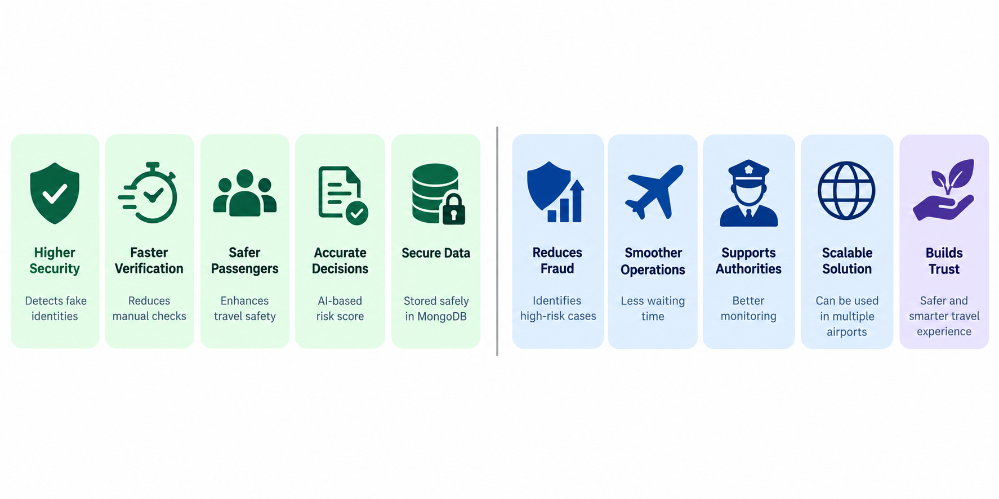 Higher
Security
Detects fake
identities
Faster
Verification
Reduces
manual checks
Safer
Passengers
Enhances
travel safety
Accurate
Decisions
AI-based
risk score
Secure Data
Stored safely
in MongoDB
Reduces
Fraud
Identifies
high-risk cases
Smoother
Operations
Less waiting
time
Supports
Authorities
Better
monitoring
Scalable
Solution
Can be used
in multiple
airports
Builds
Trust
Safer and
smarter travel
experience